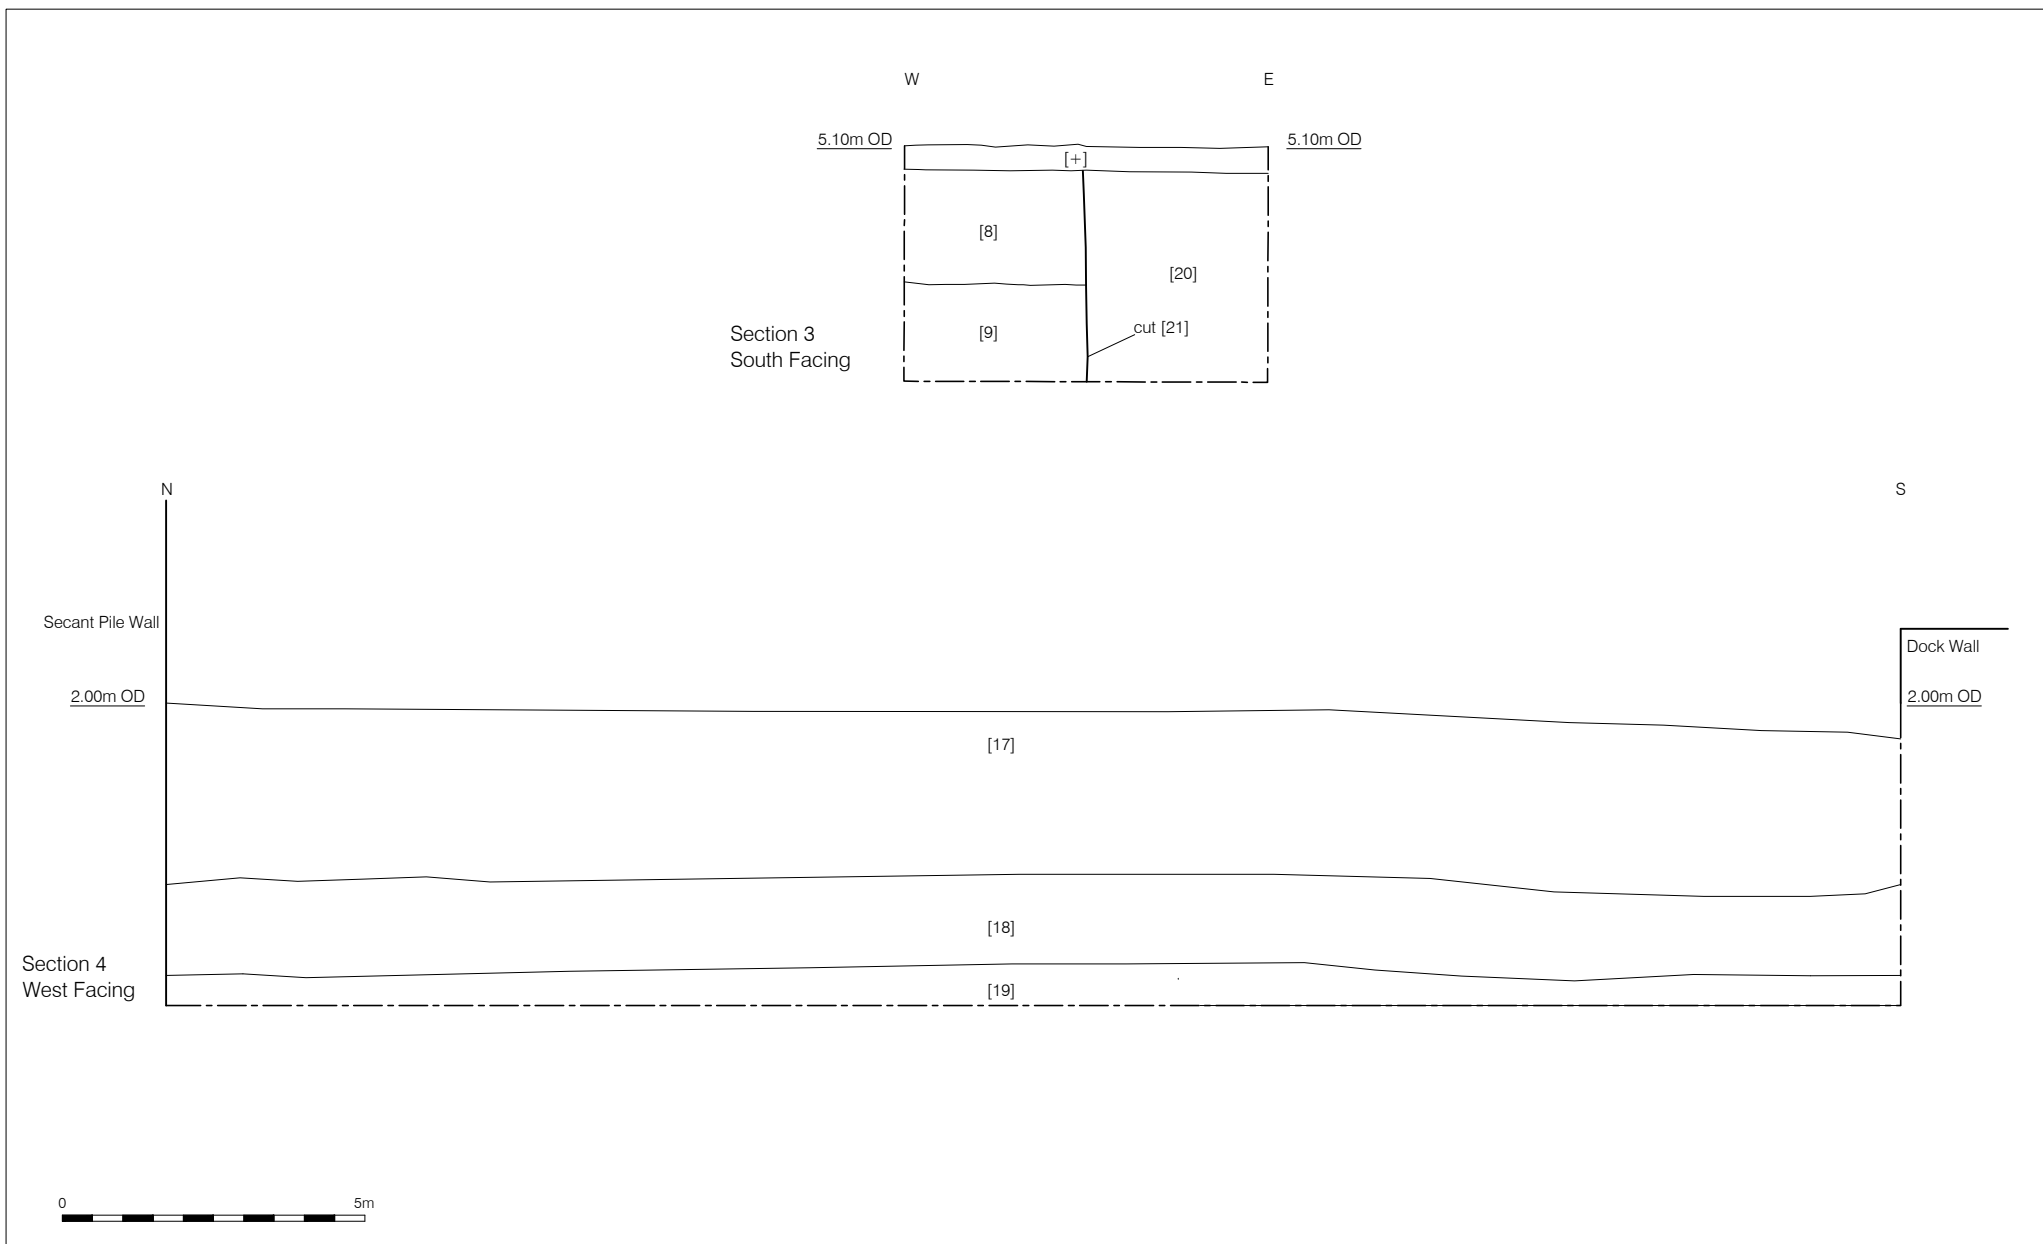 W E
5.10m OD 5.10m OD
[+]
[8]
[20]
cut [21]
[9]
Section 3
South Facing
N S
Secant Pile Wall
Dock Wall
2.00m OD 2.00m OD
[17]
[18]
Section 4
West Facing
[19]
0 5m